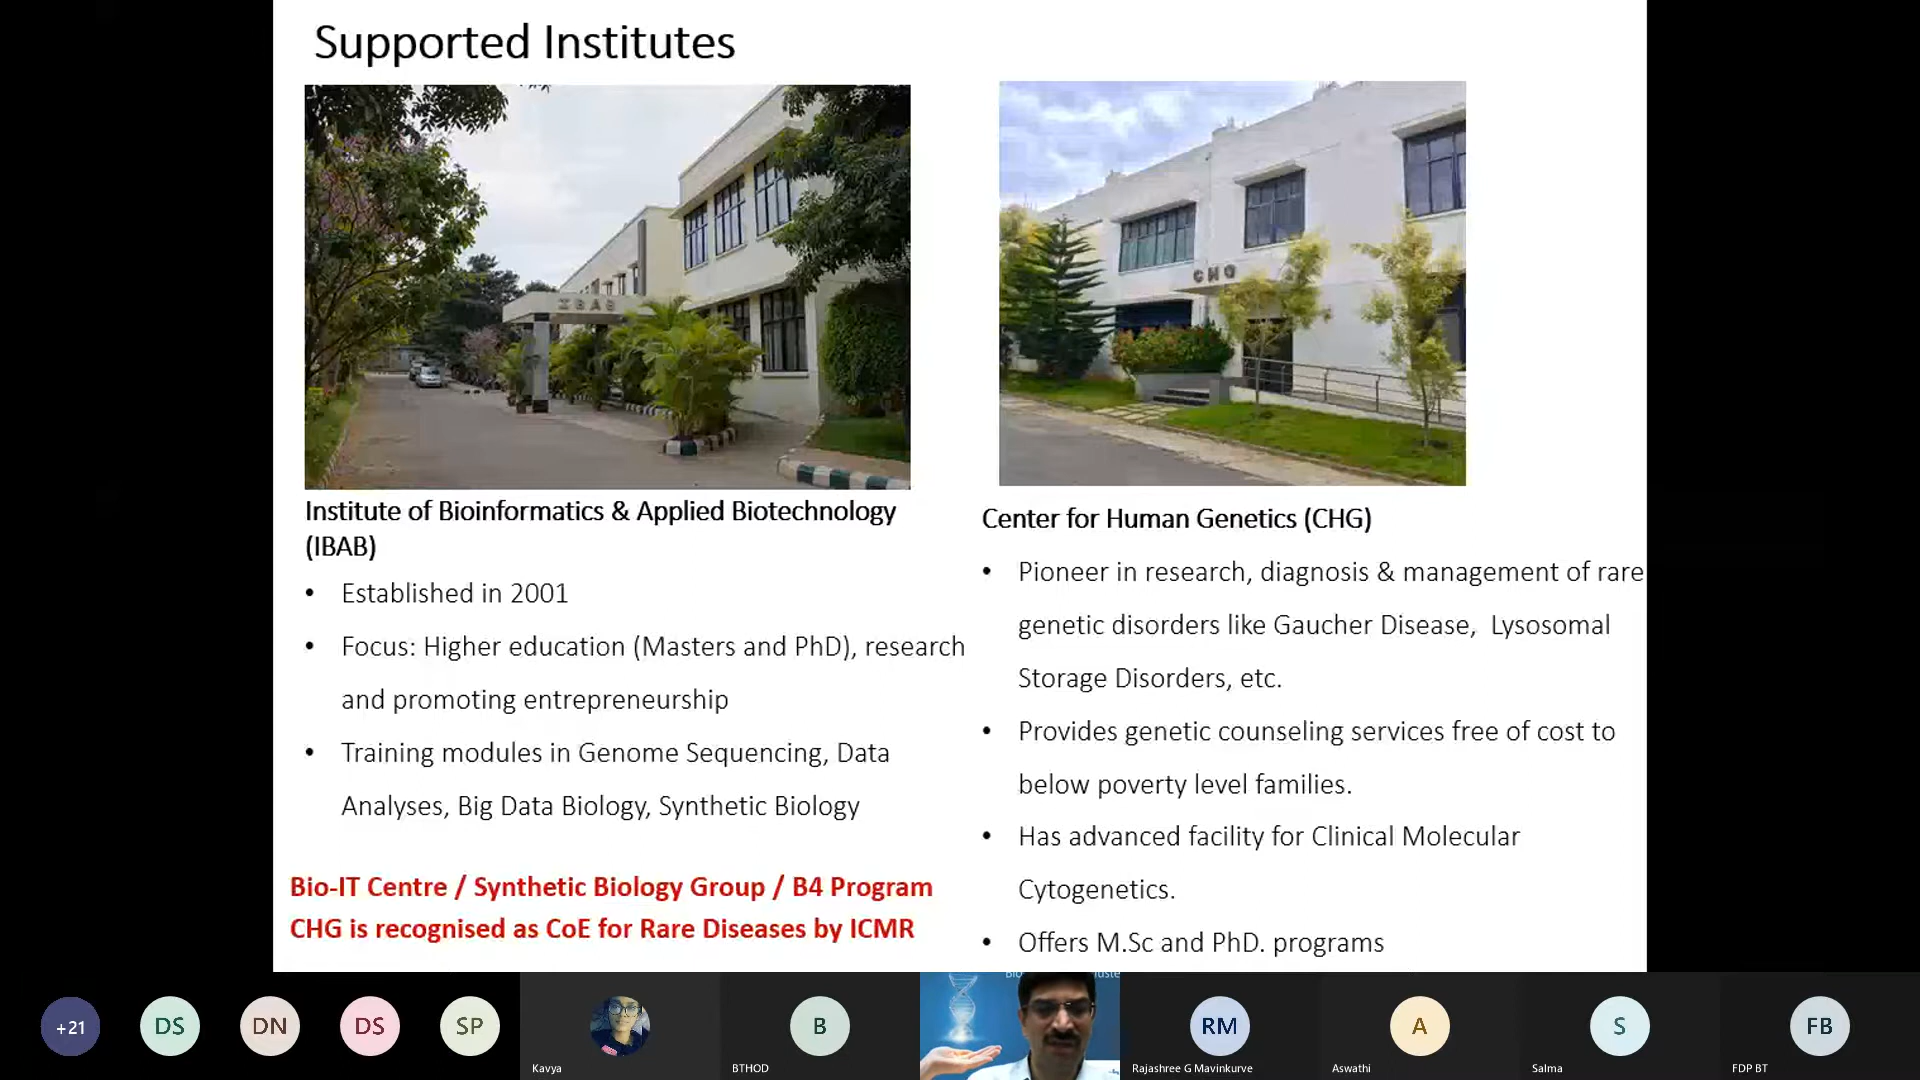 Supported Institutes
IBAB
CHG
Institute of Bioinformatics & Applied Biotechnology
(IBAB)
• Established in 2001
• Focus: Higher education (Masters and PhD), research
and promoting entrepreneurship
• Training modules in Genome Sequencing, Data
Analyses, Big Data Biology, Synthetic Biology
Bio-IT Centre / Synthetic Biology Group / B4 Program
CHG is recognised as CoE for Rare Diseases by ICMR
Center for Human Genetics (CHG)
• Pioneer in research, diagnosis & management of rare
genetic disorders like Gaucher Disease, Lysosomal
Storage Disorders, etc.
• Provides genetic counseling services free of cost to
below poverty level families.
• Has advanced facility for Clinical Molecular
Cytogenetics.
• Offers M.Sc and PhD. programs
+21
DS
DN
DS
SP
Kavya
B
BTHOD
RM
Rajashree G Mavinkurve
A
Aswathi
S
Salma
FB
FDP BT